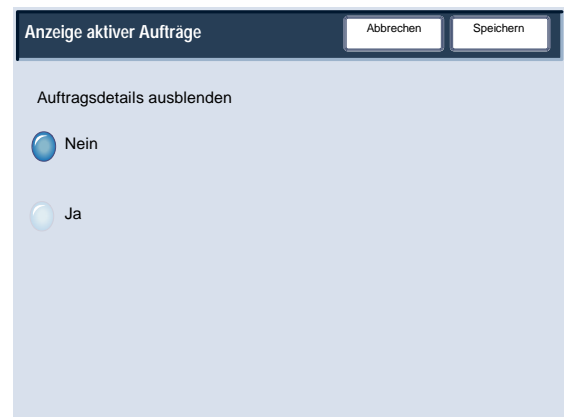 Anzeige aktiver Aufträge
Abbrechen
Speichern
Auftragsdetails ausblenden
Nein
Ja